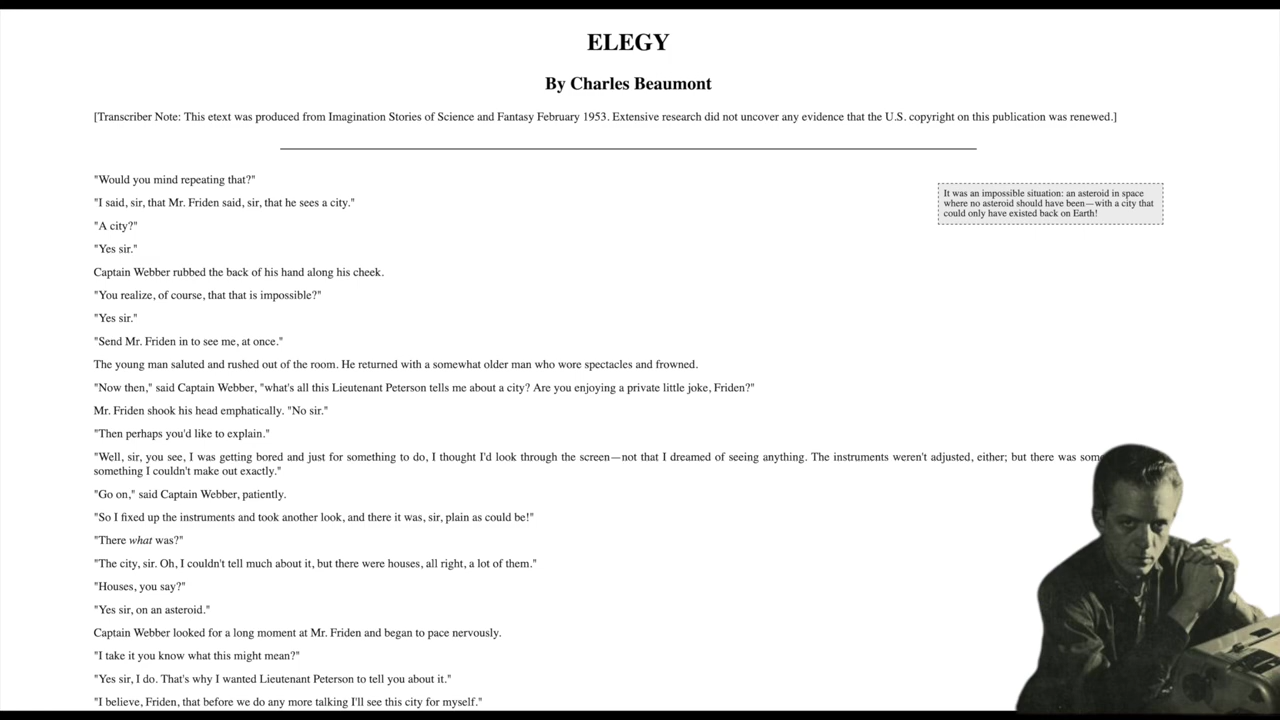 ELEGY
By Charles Beaumont
[Transcriber Note: This etext was produced from Imagination Stories of Science and Fantasy February 1953. Extensive research did not uncover any evidence that the U.S. copyright on this publication was renewed.]
"Would you mind repeating that?"
It was an impossible situation: an asteroid in space
where no asteroid should have been—with a city that
could only have existed back on Earth!
"I said, sir, that Mr. Friden said, sir, that he sees a city."
"A city?"
"Yes sir."
Captain Webber rubbed the back of his hand along his cheek.
"You realize, of course, that that is impossible?"
"Yes sir."
"Send Mr. Friden in to see me, at once."
The young man saluted and rushed out of the room. He returned with a somewhat older man who wore spectacles and frowned.
"Now then," said Captain Webber, "what's all this Lieutenant Peterson tells me about a city? Are you enjoying a private little joke, Friden?"
Mr. Friden shook his head emphatically. "No sir."
"Then perhaps you'd like to explain."
"Well, sir, you see, I was getting bored and just for something to do, I thought I'd look through the screen—not that I dreamed of seeing anything. The instruments weren't adjusted, either; but there was
something I couldn't make out exactly."
"Go on," said Captain Webber, patiently.
"So I fixed up the instruments and took another look, and there it was, sir, plain as could be!"
"There what was?"
"The city, sir. Oh, I couldn't tell much about it, but there were houses, all right, a lot of them."
"Houses, you say?"
"Yes sir, on an asteroid."
Captain Webber looked for a long moment at Mr. Friden and began to pace nervously.
"I take it you know what this might mean?"
"Yes sir, I do. That's why I wanted Lieutenant Peterson to tell you about it."
"I believe, Friden, that before we do any more talking I'll see this city for myself."